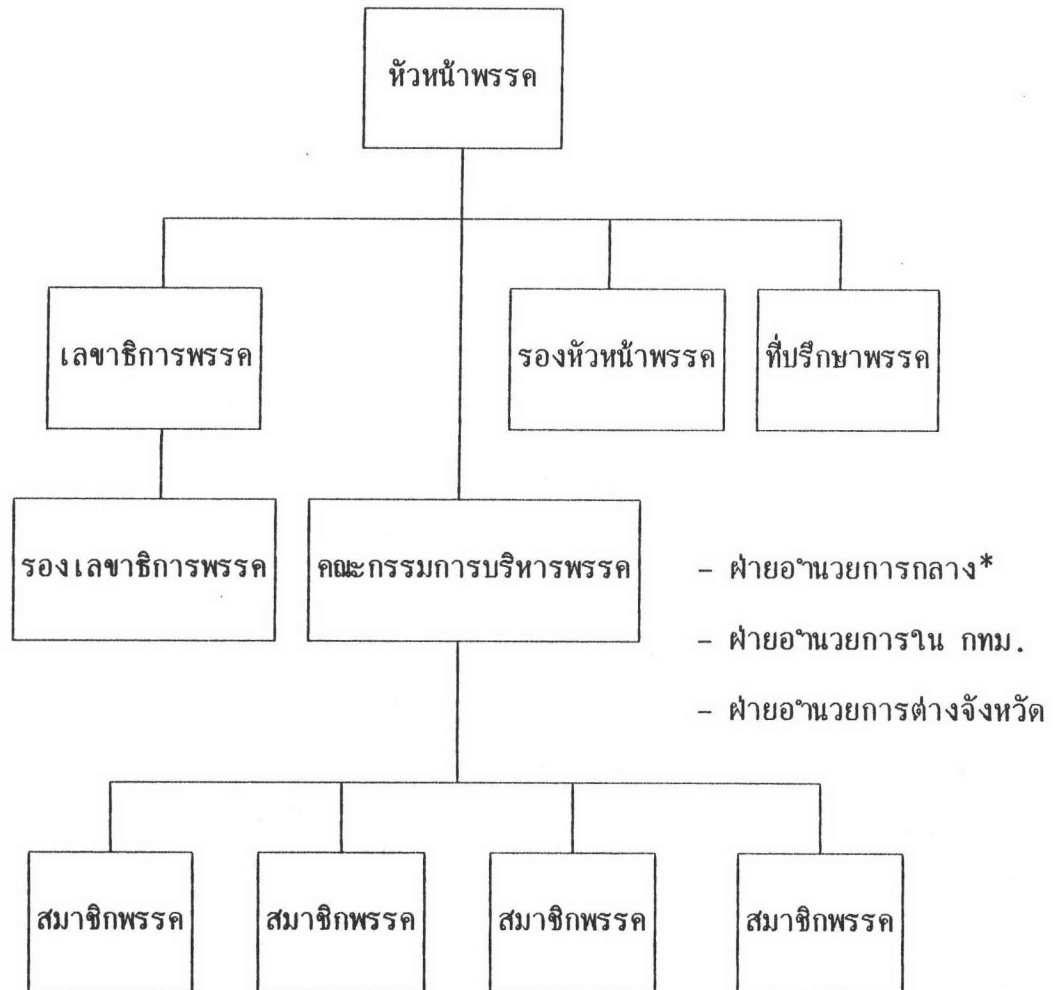 หัวหน้าพรรค
เลขาธิการพรรค
รองหัวหน้าพรรค
ที่ปรึกษาพรรค
รองเลขาธิการพรรค
คณะกรรมการบริหารพรรค
- ฝ่ายอำนวยการกลาง*
- ฝ่ายอำนวยการใน กทม.
- ฝ่ายอำนวยการต่างจังหวัด
สมาชิกพรรค
สมาชิกพรรค
สมาชิกพรรค
สมาชิกพรรค